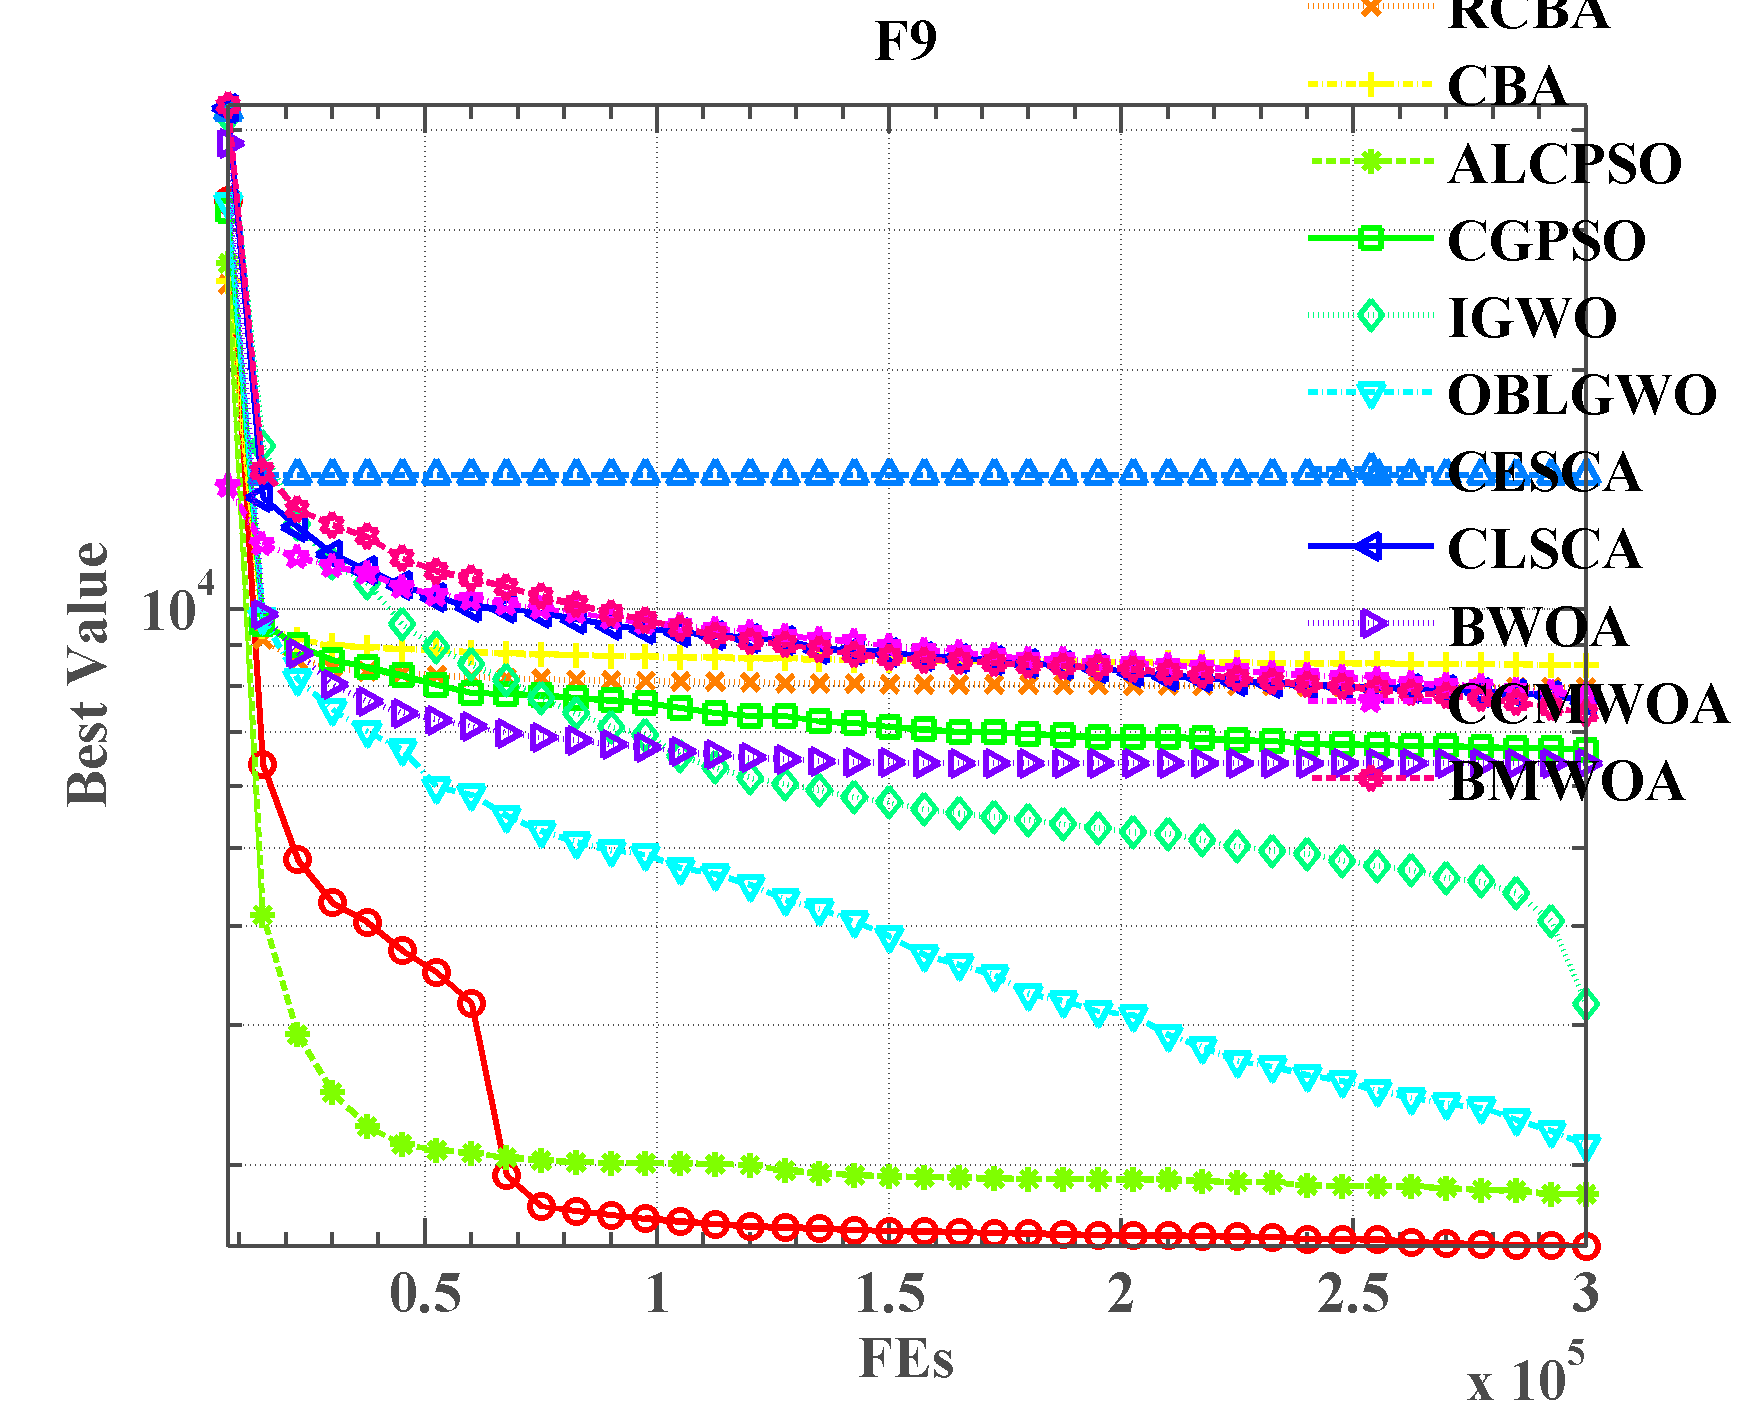 F9
RCBA
CBA
ALCPSO
CGPSO
IGWO
OBLGWO
CESCA
CLSCA
BWOA
CCMWOA
BMWOA
Best Value
10^4
0.5 1 1.5 2 2.5 3
FEs
x 10^5